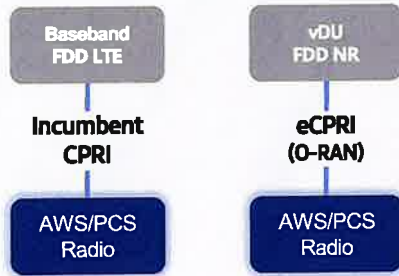 Baseband
FDD LTE
Incumbent
CPRI
AWS/PCS
Radio
vDU
FDD NR
eCPRI
(O-RAN)
AWS/PCS
Radio